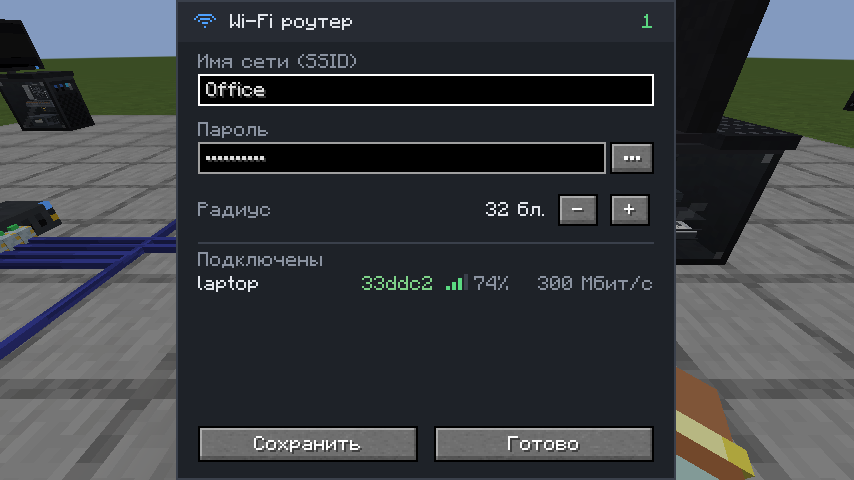 Wi-Fi роутер 1
Имя сети (SSID)
Office
Пароль
••••••••••
...
Радиус 32 бл. - +
Подключены
laptop 33ddc2 74% 300 Мбит/с
Сохранить Готово